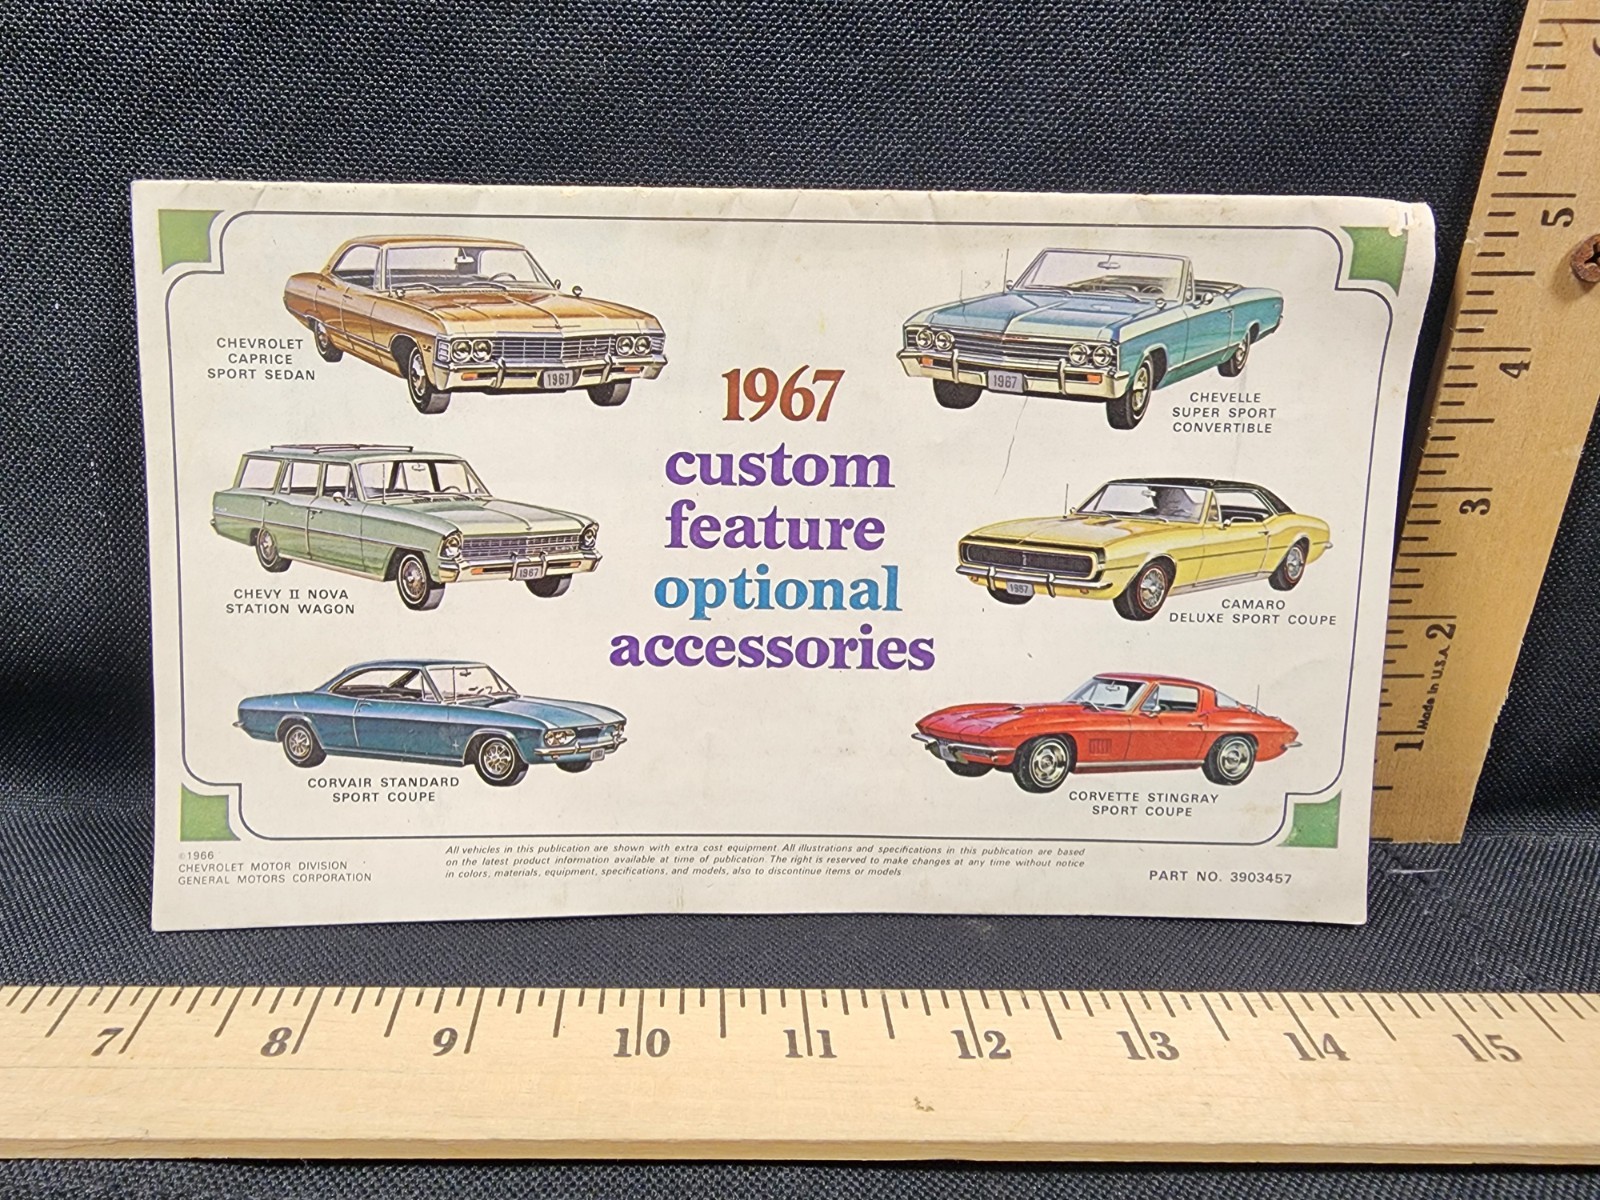 CHEVROLET
CAPRICE
SPORT SEDAN
1967
1967
CHEVELLE
SUPER SPORT
CONVERTIBLE
1967
custom
feature
optional
accessories
CHEVY II NOVA
STATION WAGON
1967
1967
CAMARO
DELUXE SPORT COUPE
CORVAIR STANDARD
SPORT COUPE
CORVETTE STINGRAY
SPORT COUPE
©1966
CHEVROLET MOTOR DIVISION
GENERAL MOTORS CORPORATION
All vehicles in this publication are shown with extra cost equipment. All illustrations and specifications in this publication are based
on the latest product information available at time of publication. The right is reserved to make changes at any time without notice
in colors, materials, equipment, specifications, and models, also to discontinue items or models
PART NO. 3903457
5
4
3
2
1
Made in U.S.A.
7 8 9 10 11 12 13 14 15